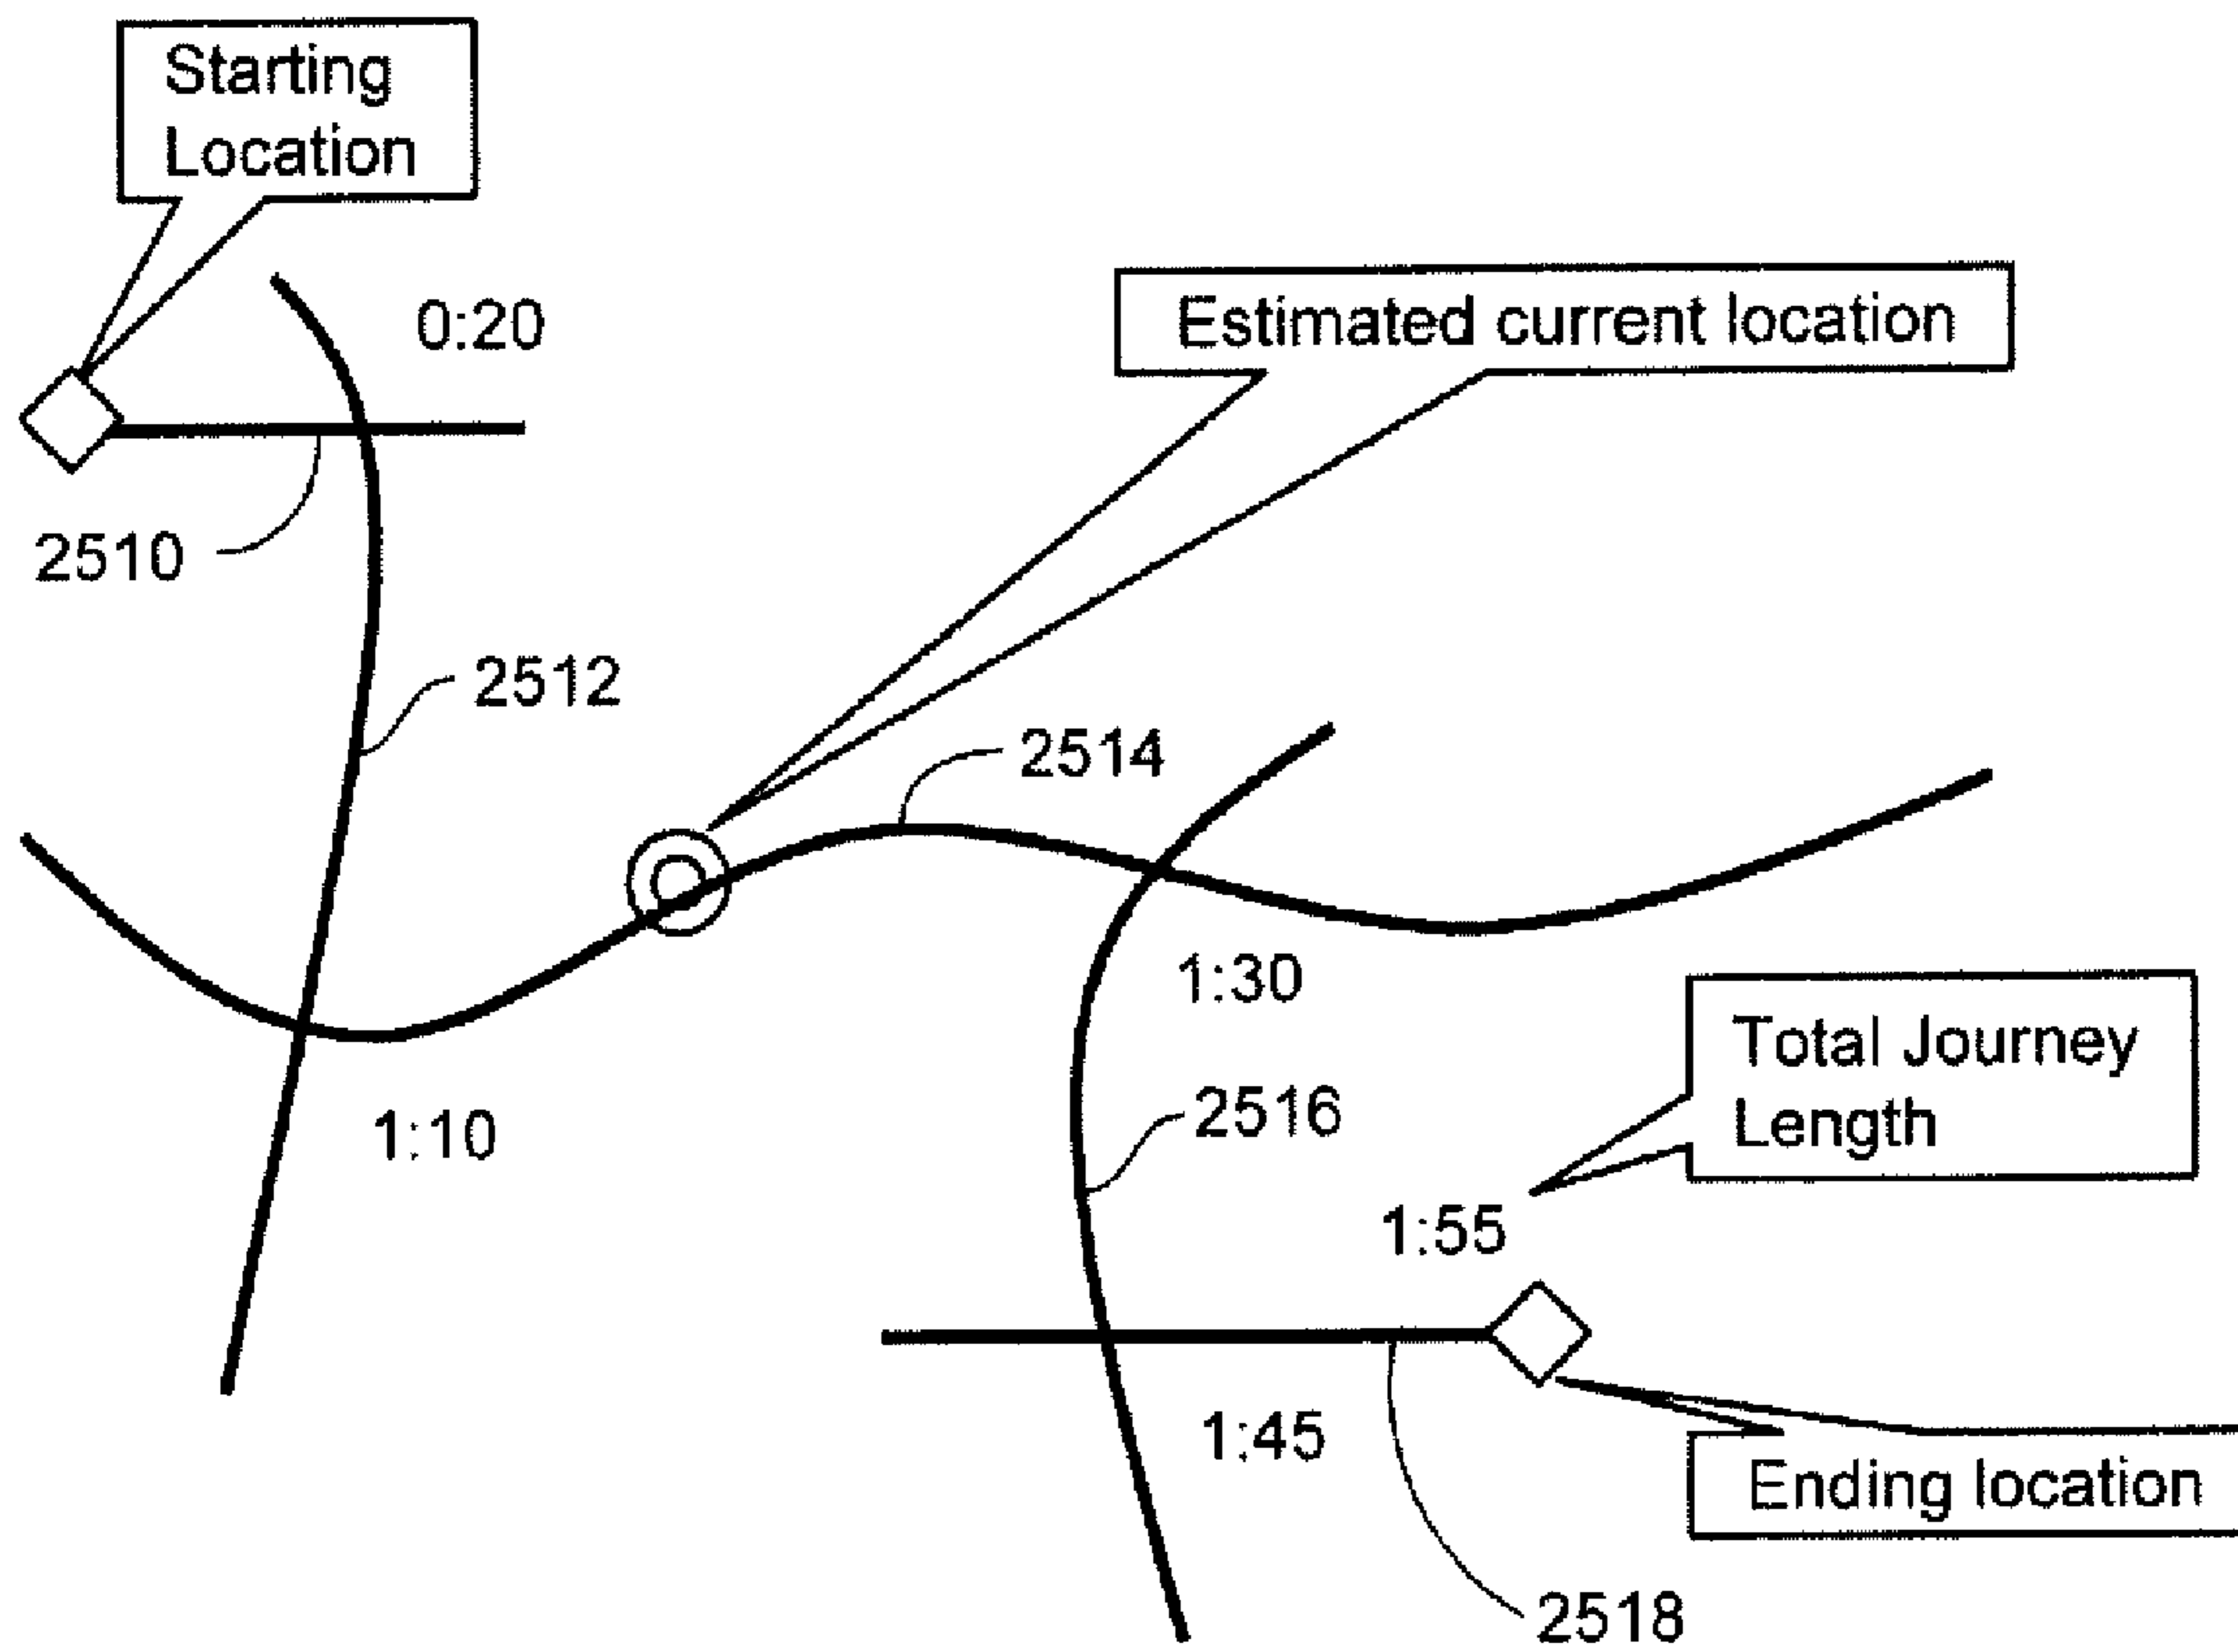 Starting
Location
0:20
Estimated current location
2510
2512
2514
1:30
Total Journey
Length
2516
1:10
1:55
1:45
Ending location
2518